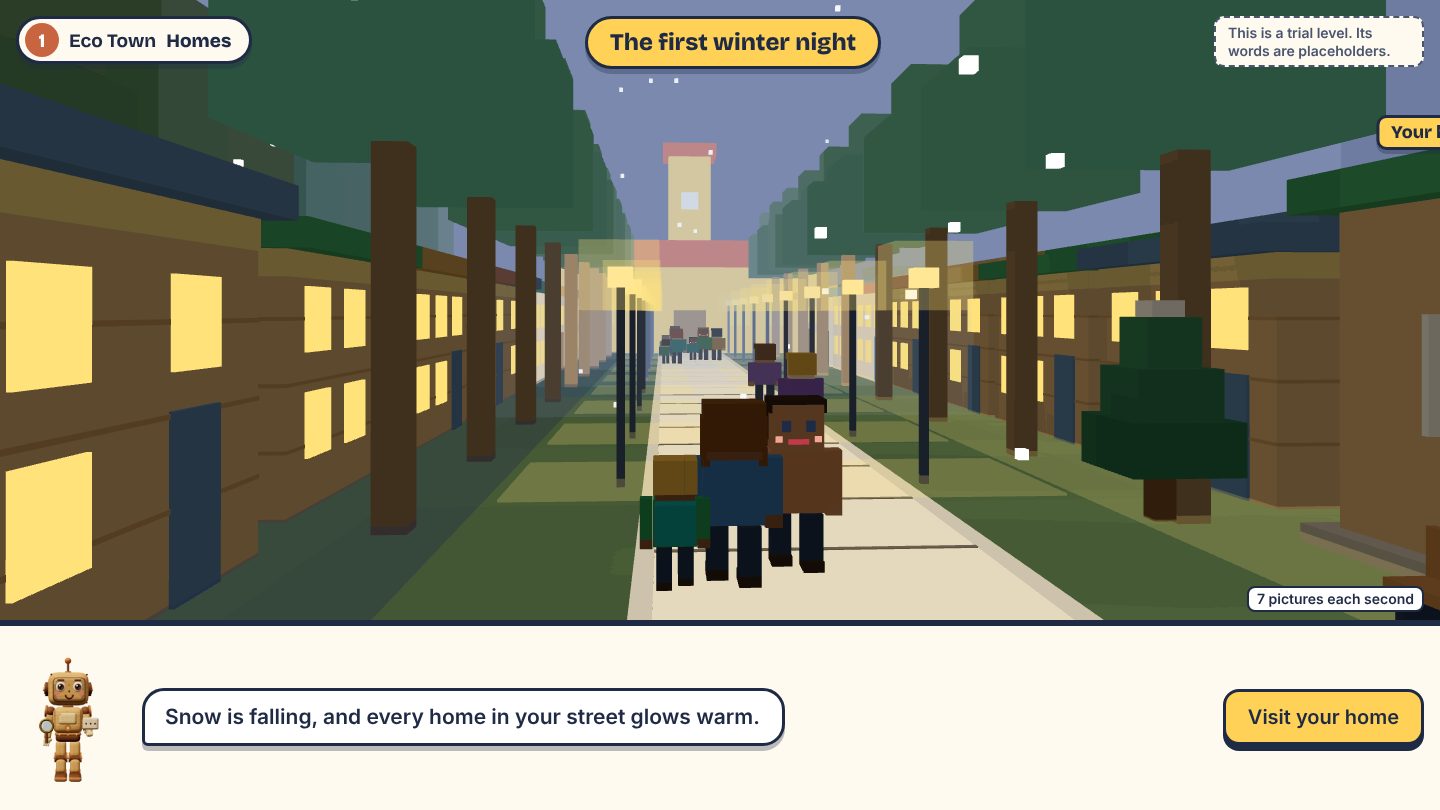 1 Eco Town Homes
The first winter night
This is a trial level. Its
words are placeholders.
Your
7 pictures each second
Snow is falling, and every home in your street glows warm.
Visit your home